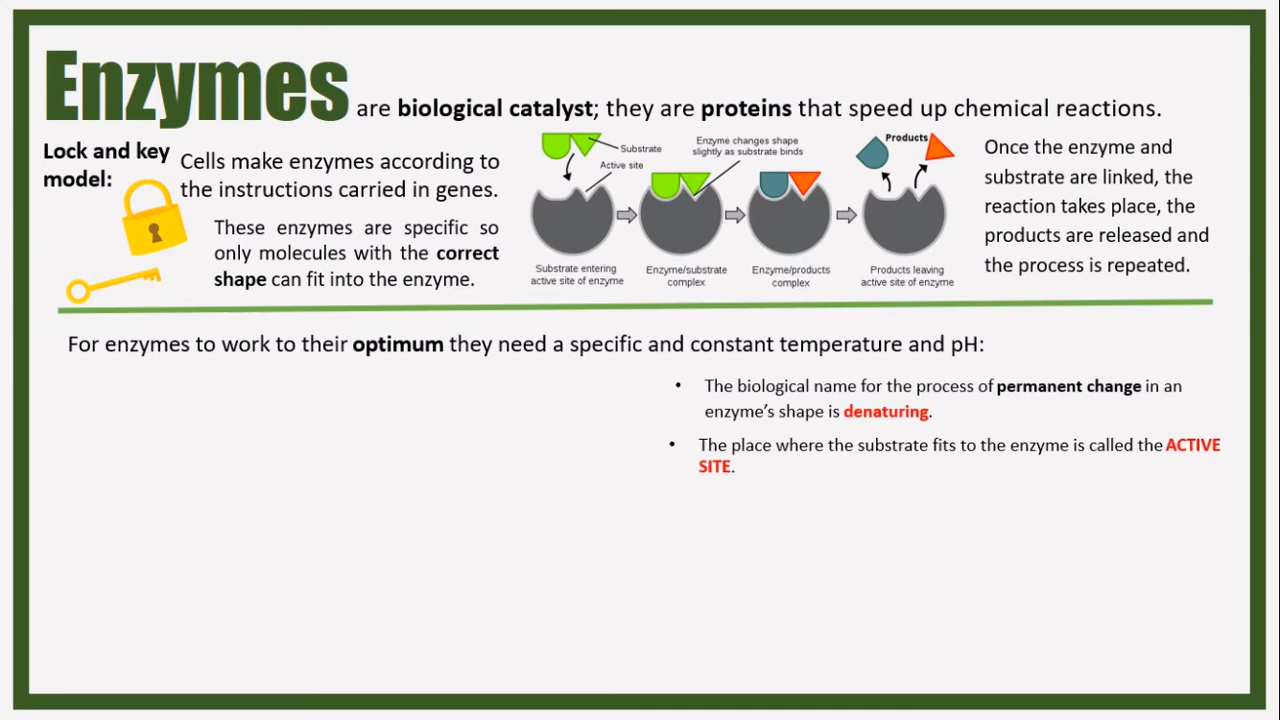 Enzymes are biological catalyst; they are proteins that speed up chemical reactions.
Lock and key
model:
Cells make enzymes according to
the instructions carried in genes.
These enzymes are specific so
only molecules with the correct
shape can fit into the enzyme.
Substrate
Active site
Enzyme changes shape
slightly as substrate binds
Products
Substrate entering
active site of enzyme
Enzyme/substrate
complex
Enzyme/products
complex
Products leaving
active site of enzyme
Once the enzyme and
substrate are linked, the
reaction takes place, the
products are released and
the process is repeated.
For enzymes to work to their optimum they need a specific and constant temperature and pH:
• The biological name for the process of permanent change in an
enzyme's shape is denaturing.
• The place where the substrate fits to the enzyme is called the ACTIVE
SITE.